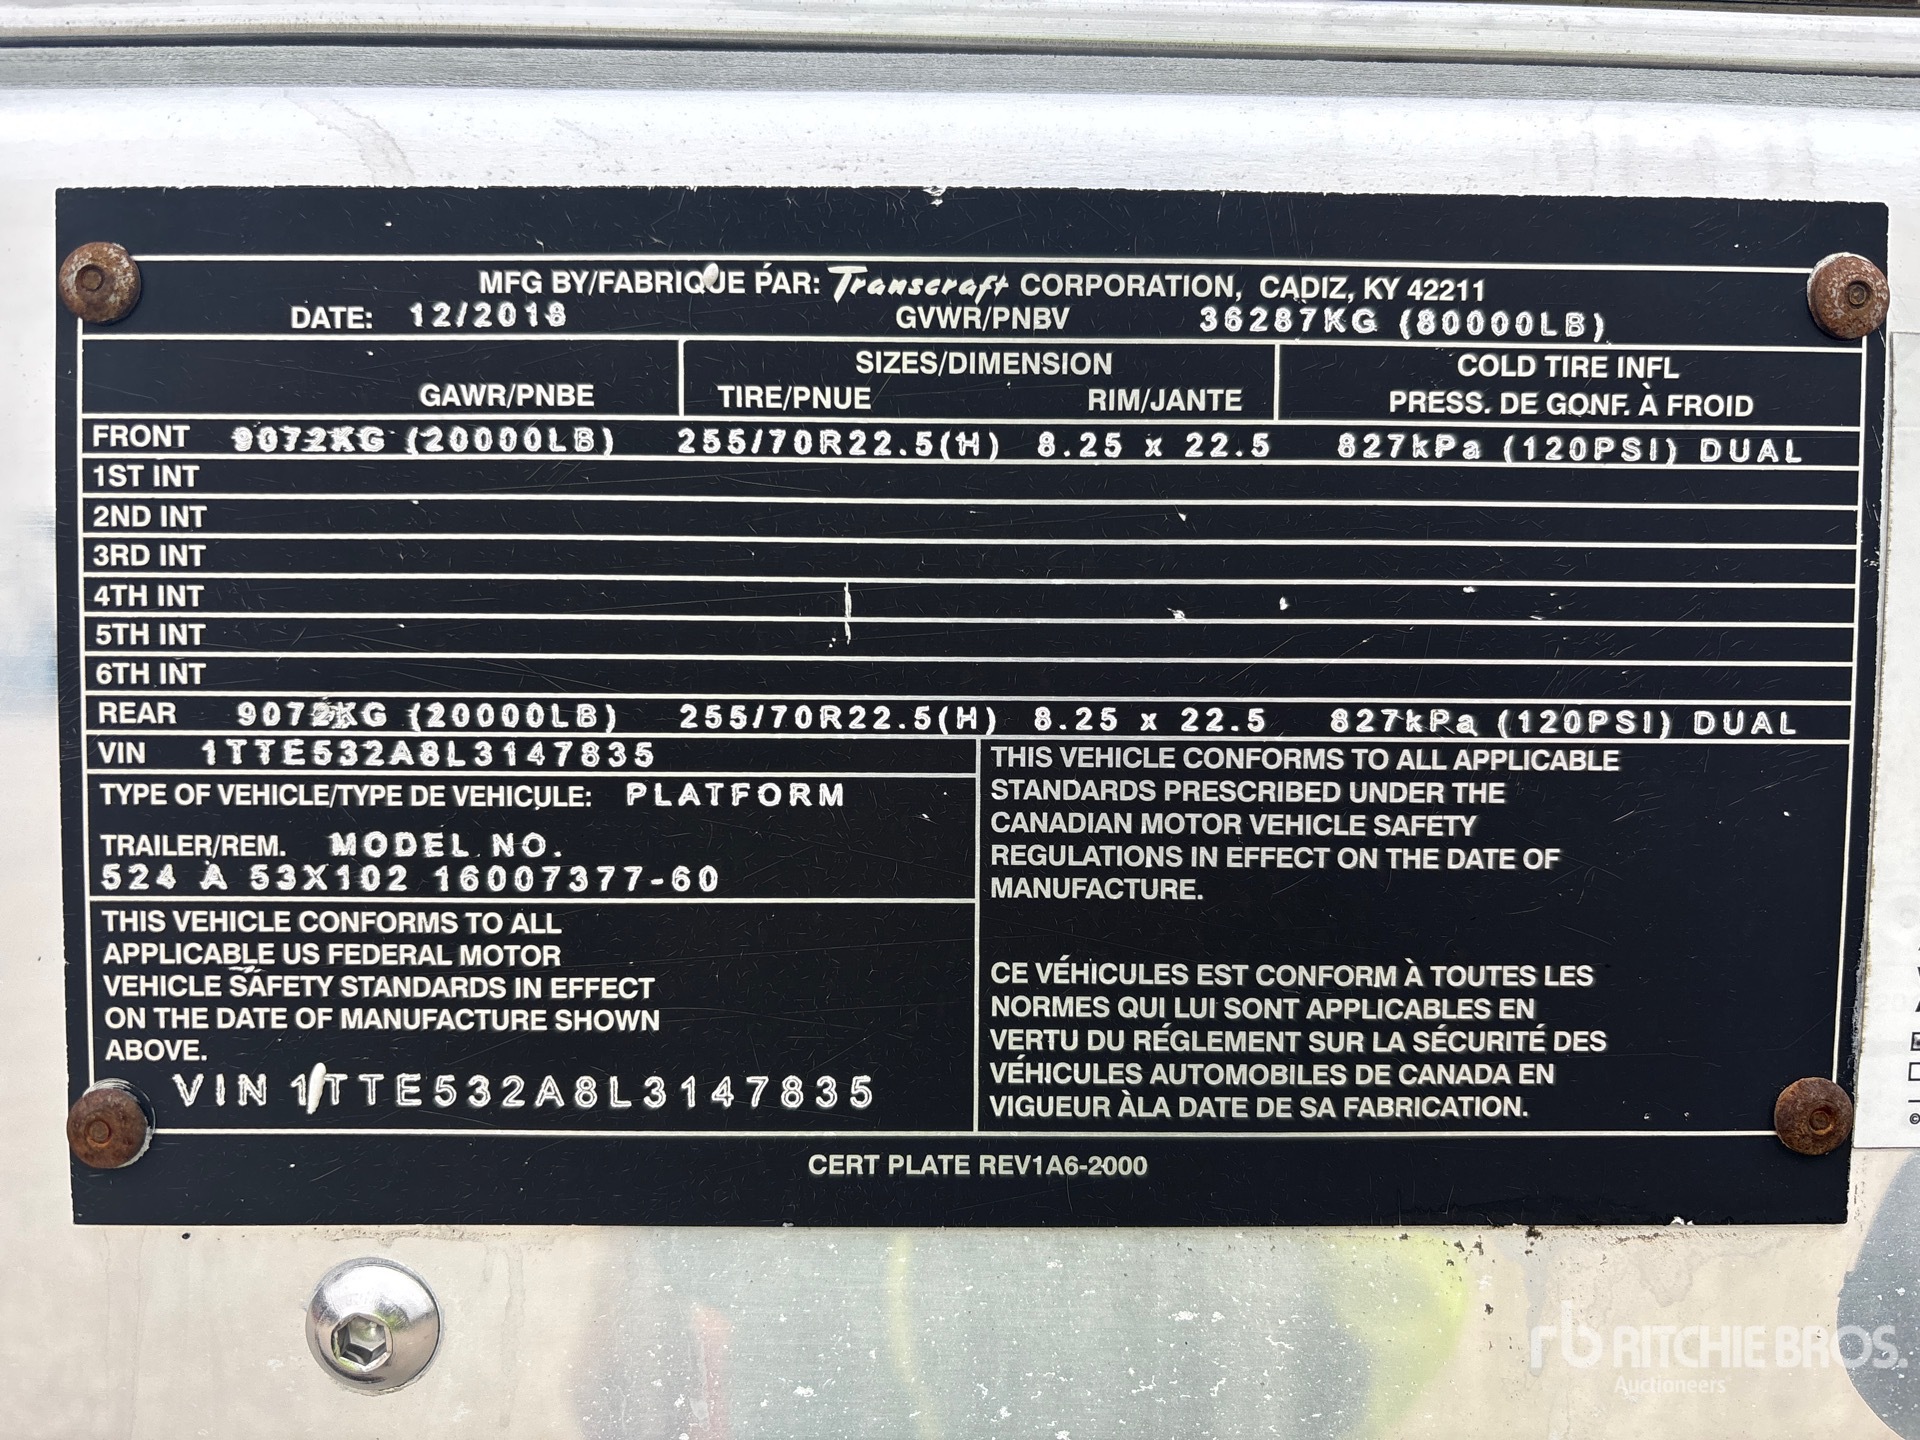 MFG BY/FABRIQUE PAR: Transcraft CORPORATION, CADIZ, KY 42211
DATE: 12/2018 GVWR/PNBV 36287KG (80000LB)
SIZES/DIMENSION COLD TIRE INFL
GAWR/PNBE TIRE/PNUE RIM/JANTE PRESS. DE GONF. À FROID
FRONT 9072KG (20000LB) 255/70R22.5(H) 8.25 x 22.5 827kPa (120PSI) DUAL
1ST INT
2ND INT
3RD INT
4TH INT
5TH INT
6TH INT
REAR 9072KG (20000LB) 255/70R22.5(H) 8.25 x 22.5 827kPa (120PSI) DUAL
VIN 1TTE532A8L3147835
TYPE OF VEHICLE/TYPE DE VEHICULE: PLATFORM
TRAILER/REM. MODEL NO.
524 A 53X102 16007377-60
THIS VEHICLE CONFORMS TO ALL
APPLICABLE US FEDERAL MOTOR
VEHICLE SAFETY STANDARDS IN EFFECT
ON THE DATE OF MANUFACTURE SHOWN
ABOVE.
VIN 1TTE532A8L3147835
THIS VEHICLE CONFORMS TO ALL APPLICABLE
STANDARDS PRESCRIBED UNDER THE
CANADIAN MOTOR VEHICLE SAFETY
REGULATIONS IN EFFECT ON THE DATE OF
MANUFACTURE.
CE VÉHICULES EST CONFORM À TOUTES LES
NORMES QUI LUI SONT APPLICABLES EN
VERTU DU RÉGLEMENT SUR LA SÉCURITÉ DES
VÉHICULES AUTOMOBILES DE CANADA EN
VIGUEUR ÀLA DATE DE SA FABRICATION.
CERT PLATE REV1A6-2000
rb RITCHIE BROS.
Auctioneers